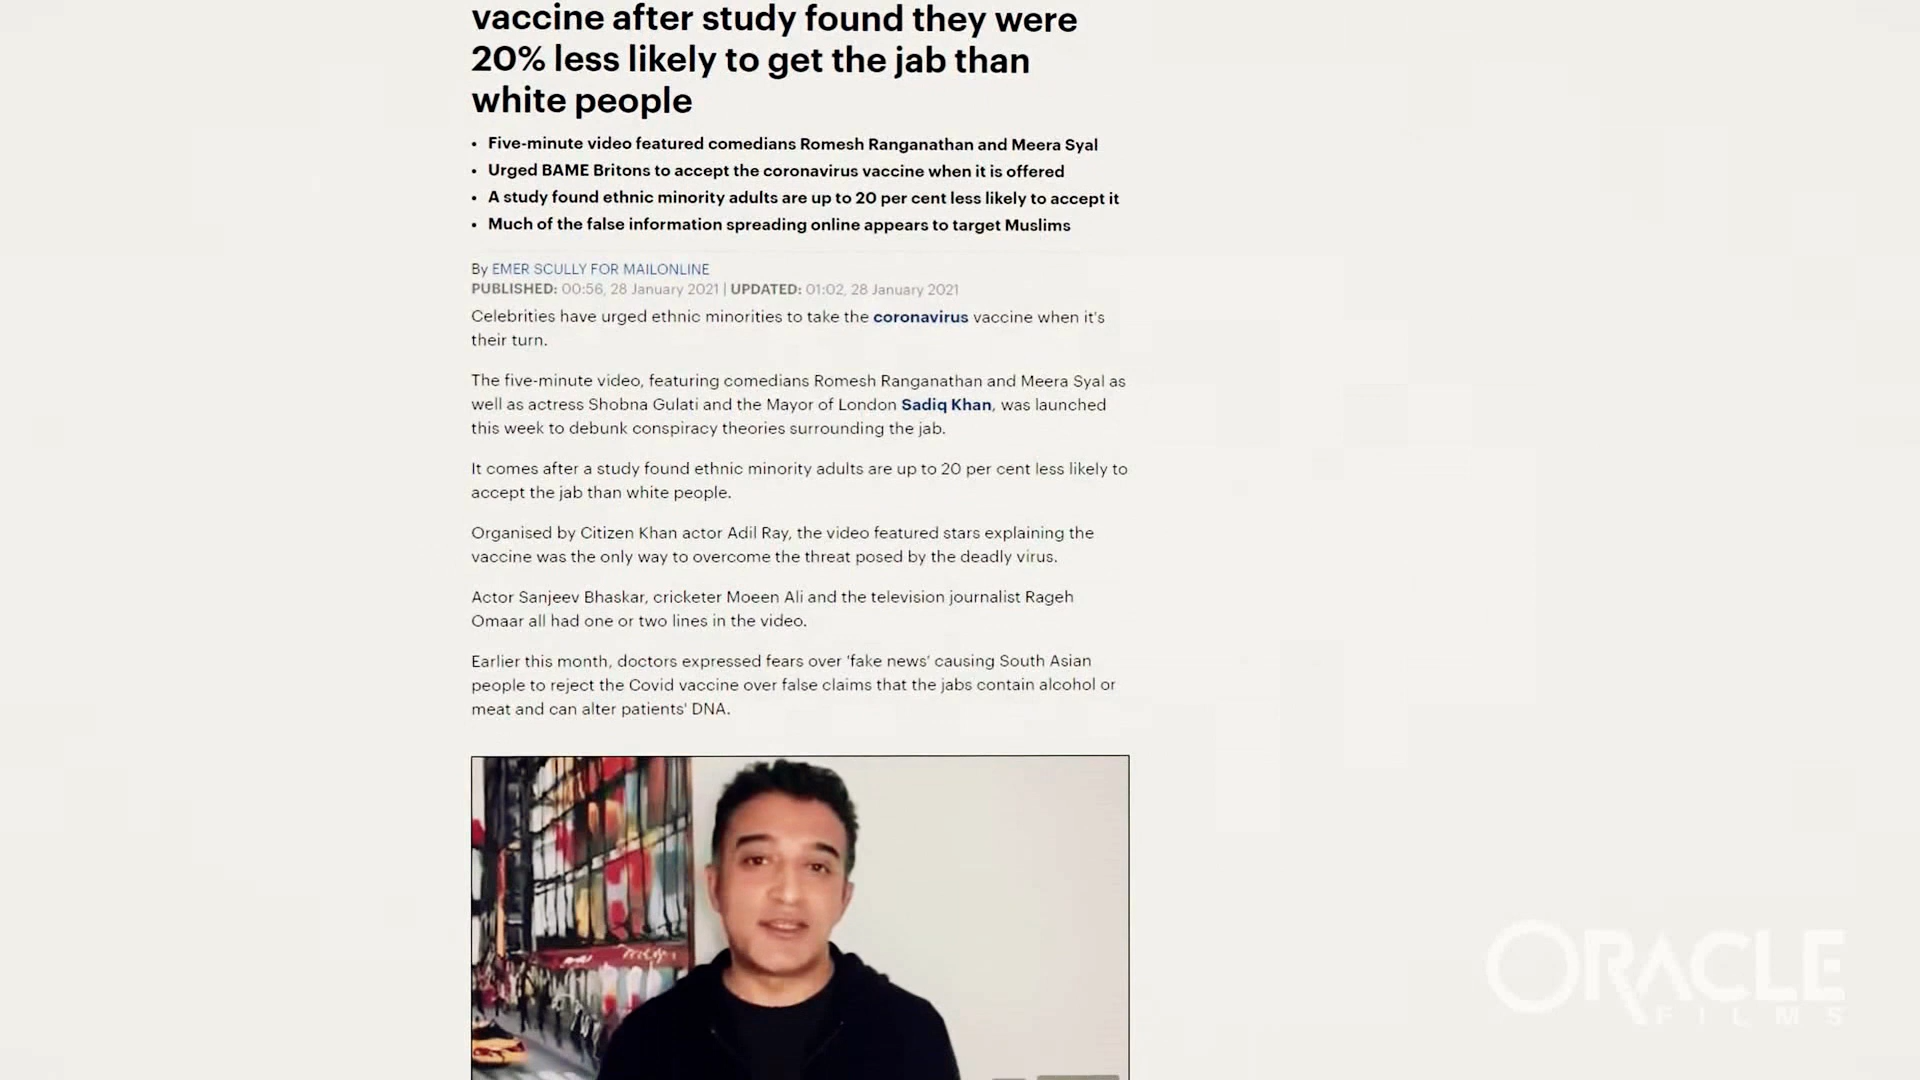 vaccine after study found they were
20% less likely to get the jab than
white people
• Five-minute video featured comedians Romesh Ranganathan and Meera Syal
• Urged BAME Britons to accept the coronavirus vaccine when it is offered
• A study found ethnic minority adults are up to 20 per cent less likely to accept it
• Much of the false information spreading online appears to target Muslims
By EMER SCULLY FOR MAILONLINE
PUBLISHED: 00:56, 28 January 2021 | UPDATED: 01:02, 28 January 2021
Celebrities have urged ethnic minorities to take the coronavirus vaccine when it's
their turn.
The five-minute video, featuring comedians Romesh Ranganathan and Meera Syal as
well as actress Shobna Gulati and the Mayor of London Sadiq Khan, was launched
this week to debunk conspiracy theories surrounding the jab.
It comes after a study found ethnic minority adults are up to 20 per cent less likely to
accept the jab than white people.
Organised by Citizen Khan actor Adil Ray, the video featured stars explaining the
vaccine was the only way to overcome the threat posed by the deadly virus.
Actor Sanjeev Bhaskar, cricketer Moeen Ali and the television journalist Rageh
Omaar all had one or two lines in the video.
Earlier this month, doctors expressed fears over 'fake news' causing South Asian
people to reject the Covid vaccine over false claims that the jabs contain alcohol or
meat and can alter patients' DNA.
ORACLE
FILMS